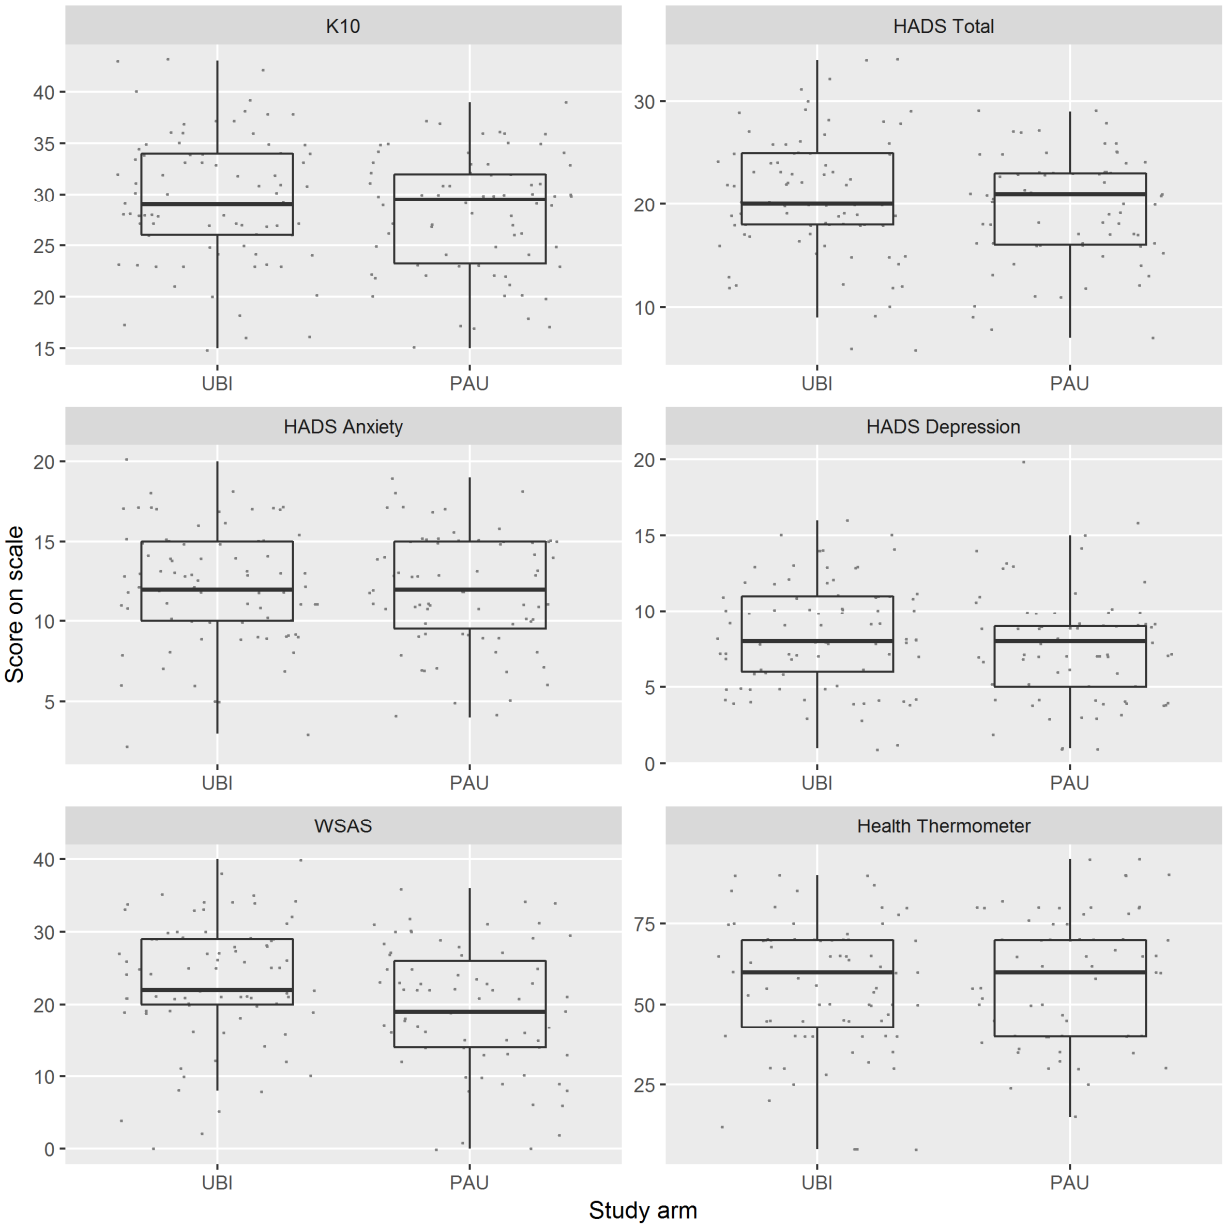 K10
HADS Total
40
35
30
25
20
15
30
20
10
UBI
PAU
UBI
PAU
HADS Anxiety
HADS Depression
20
15
10
5
20
15
10
5
0
UBI
PAU
UBI
PAU
WSAS
Health Thermometer
40
30
20
10
0
75
50
25
UBI
PAU
UBI
PAU
Score on scale
Study arm